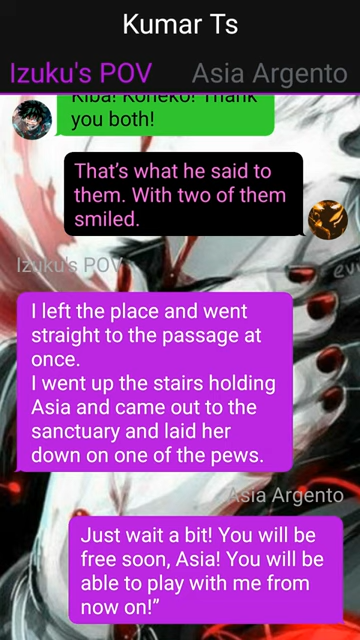 Kumar Ts
Izuku's POV Asia Argento
Kiba! Koneko! Thank
you both!
That's what he said to
them. With two of them
smiled.
Izuku's POV
I left the place and went
straight to the passage at
once.
I went up the stairs holding
Asia and came out to the
sanctuary and laid her
down on one of the pews.
Asia Argento
Just wait a bit! You will be
free soon, Asia! You will be
able to play with me from
now on!”